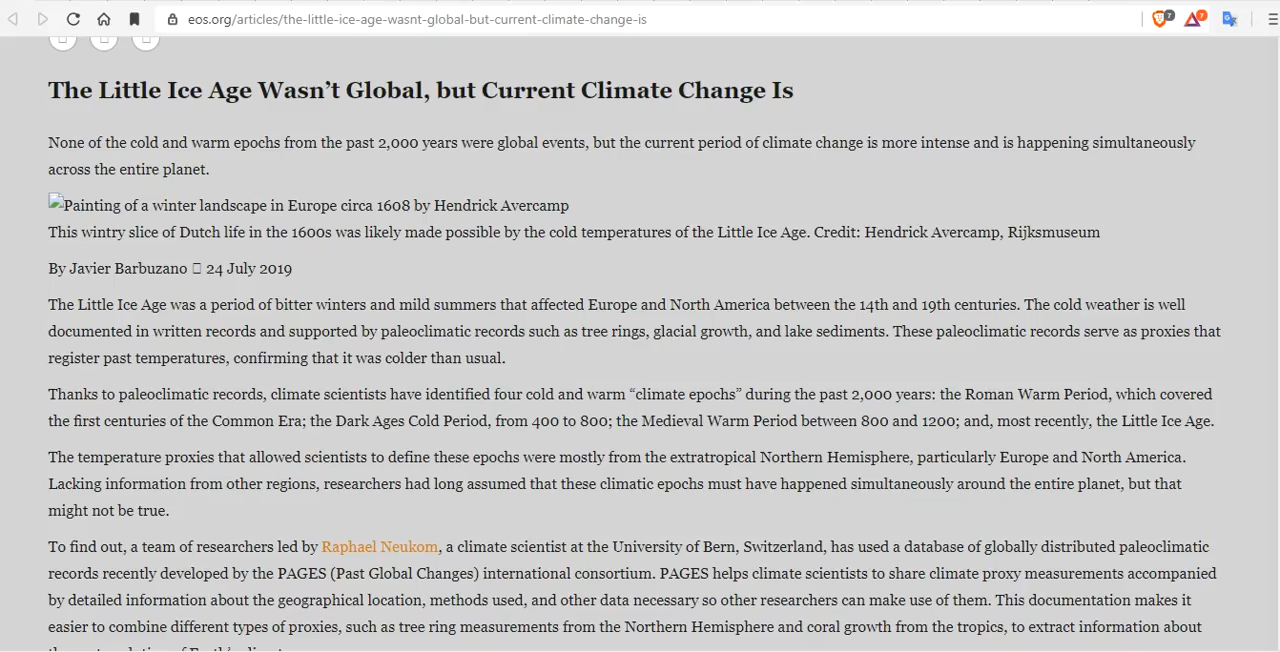 eos.org/articles/the-little-ice-age-wasnt-global-but-current-climate-change-is
7
7
The Little Ice Age Wasn’t Global, but Current Climate Change Is
None of the cold and warm epochs from the past 2,000 years were global events, but the current period of climate change is more intense and is happening simultaneously
across the entire planet.
Painting of a winter landscape in Europe circa 1608 by Hendrick Avercamp
This wintry slice of Dutch life in the 1600s was likely made possible by the cold temperatures of the Little Ice Age. Credit: Hendrick Avercamp, Rijksmuseum
By Javier Barbuzano 24 July 2019
The Little Ice Age was a period of bitter winters and mild summers that affected Europe and North America between the 14th and 19th centuries. The cold weather is well
documented in written records and supported by paleoclimatic records such as tree rings, glacial growth, and lake sediments. These paleoclimatic records serve as proxies that
register past temperatures, confirming that it was colder than usual.
Thanks to paleoclimatic records, climate scientists have identified four cold and warm “climate epochs” during the past 2,000 years: the Roman Warm Period, which covered
the first centuries of the Common Era; the Dark Ages Cold Period, from 400 to 800; the Medieval Warm Period between 800 and 1200; and, most recently, the Little Ice Age.
The temperature proxies that allowed scientists to define these epochs were mostly from the extratropical Northern Hemisphere, particularly Europe and North America.
Lacking information from other regions, researchers had long assumed that these climatic epochs must have happened simultaneously around the entire planet, but that
might not be true.
To find out, a team of researchers led by Raphael Neukom, a climate scientist at the University of Bern, Switzerland, has used a database of globally distributed paleoclimatic
records recently developed by the PAGES (Past Global Changes) international consortium. PAGES helps climate scientists to share climate proxy measurements accompanied
by detailed information about the geographical location, methods used, and other data necessary so other researchers can make use of them. This documentation makes it
easier to combine different types of proxies, such as tree ring measurements from the Northern Hemisphere and coral growth from the tropics, to extract information about